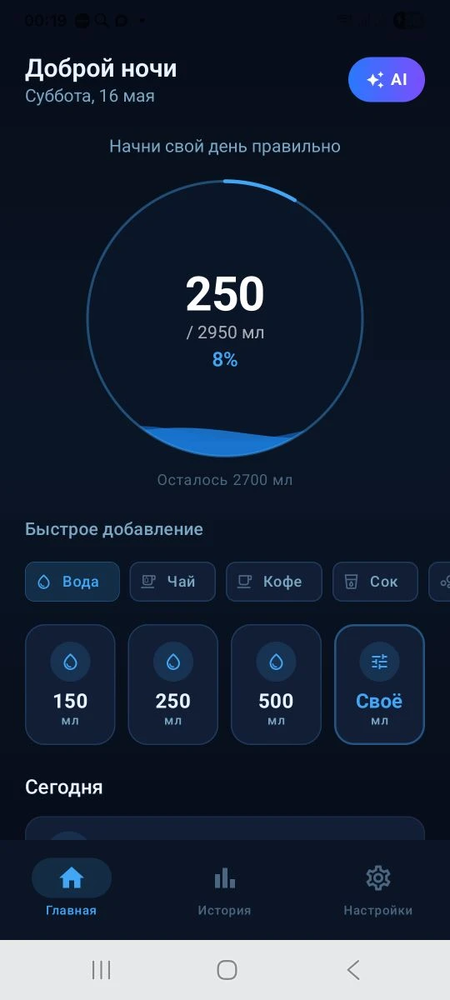 00:19
Доброй ночи
Суббота, 16 мая
AI
Начни свой день правильно
250
/ 2950 мл
8%
Осталось 2700 мл
Быстрое добавление
Вода Чай Кофе Сок
150 250 500 Своё
мл мл мл мл
Сегодня
Главная История Настройки